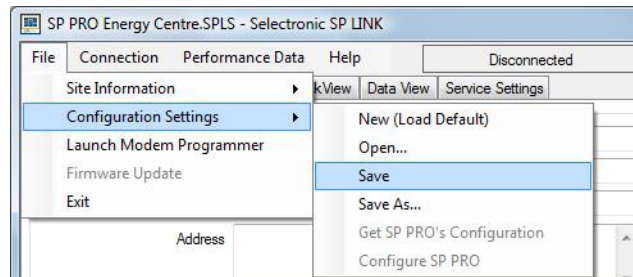 SP PRO Energy Centre.SPLS - Selectronic SP LINK
File Connection Performance Data Help Disconnected
Site Information
kView Data View Service Settings
Configuration Settings
New (Load Default)
Launch Modem Programmer
Open...
Firmware Update
Save
Exit
Save As...
Address
Get SP PRO's Configuration
Configure SP PRO